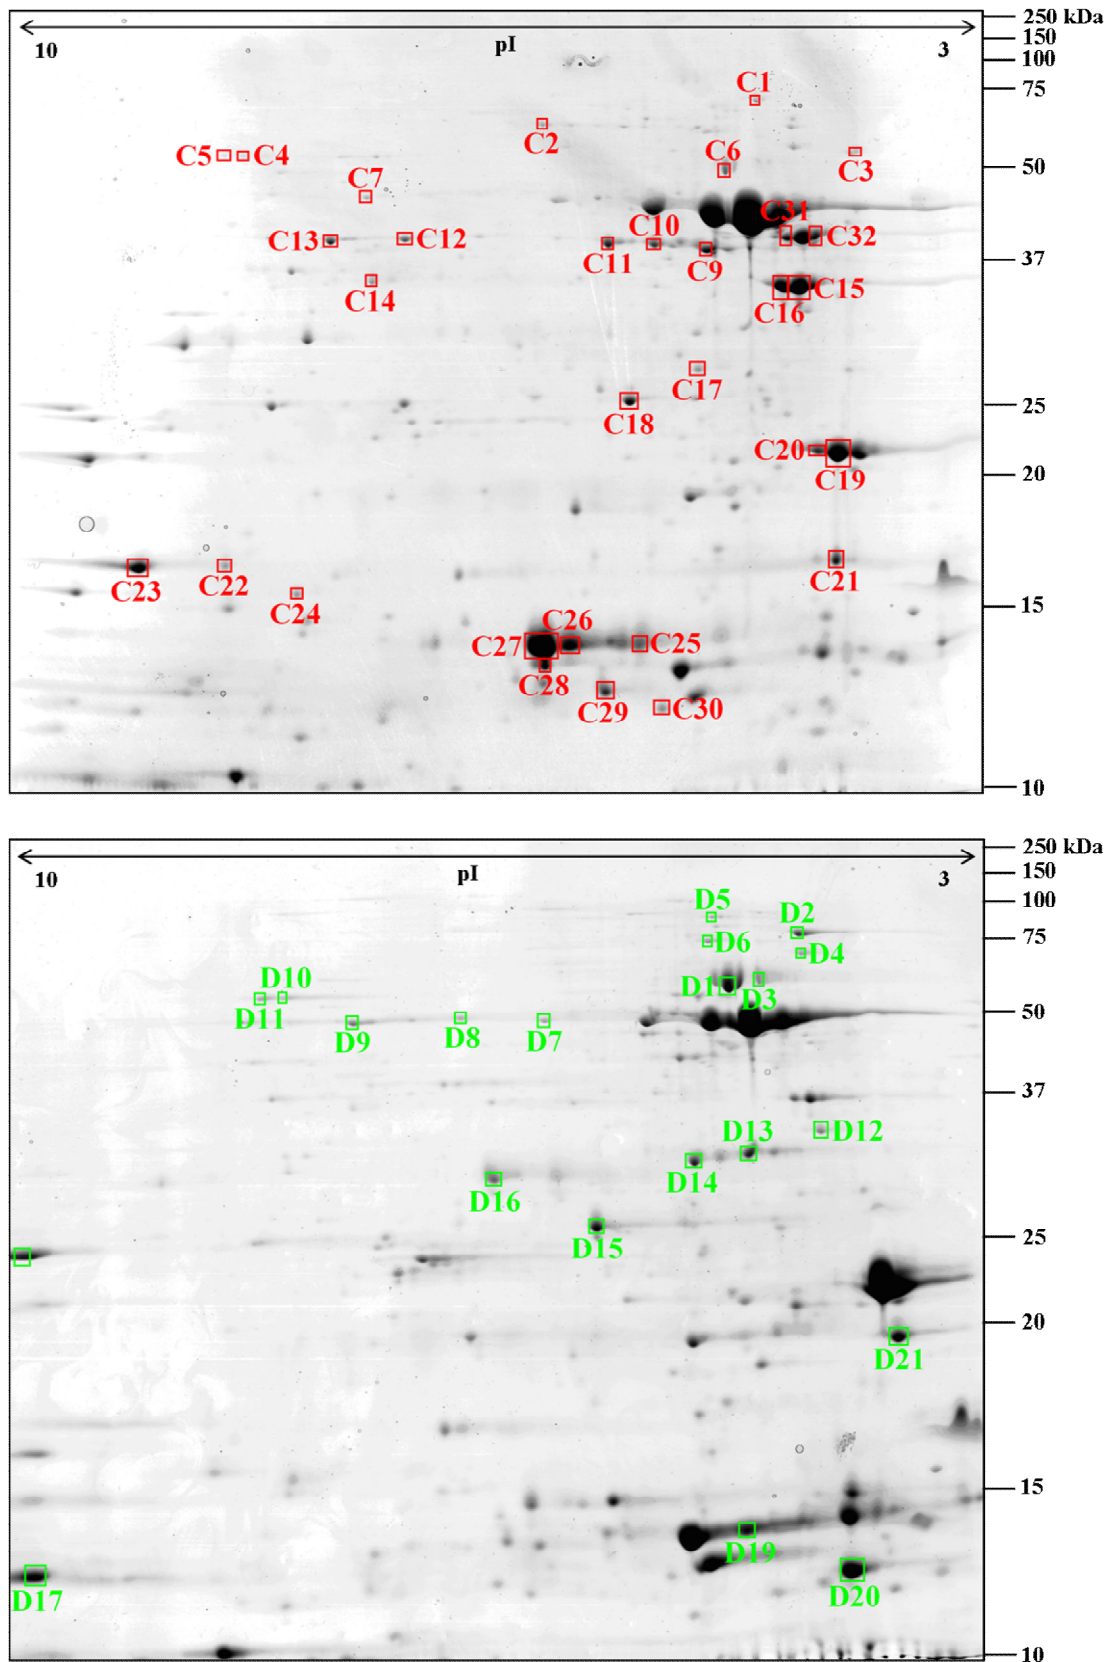 250 kDa
10 pI 3
150
100
75
C1
C2
C5 C4
C6
C3
50
C7
C31
C10
C13 C12 C32
C11 C9
37
C14
C15
C16
C17
25
C18
C20
C19
20
C21
C23 C22
C24
15
C26
C27 C25
C28
C29 C30
10
250 kDa
10 pI 3
150
100
D5 D2
75
D6 D4
D10
D1 D3
D11
50
D9 D8 D7
37
D13 D12
D14
D16
D15
25
20
D21
15
D19
D17 D20
10